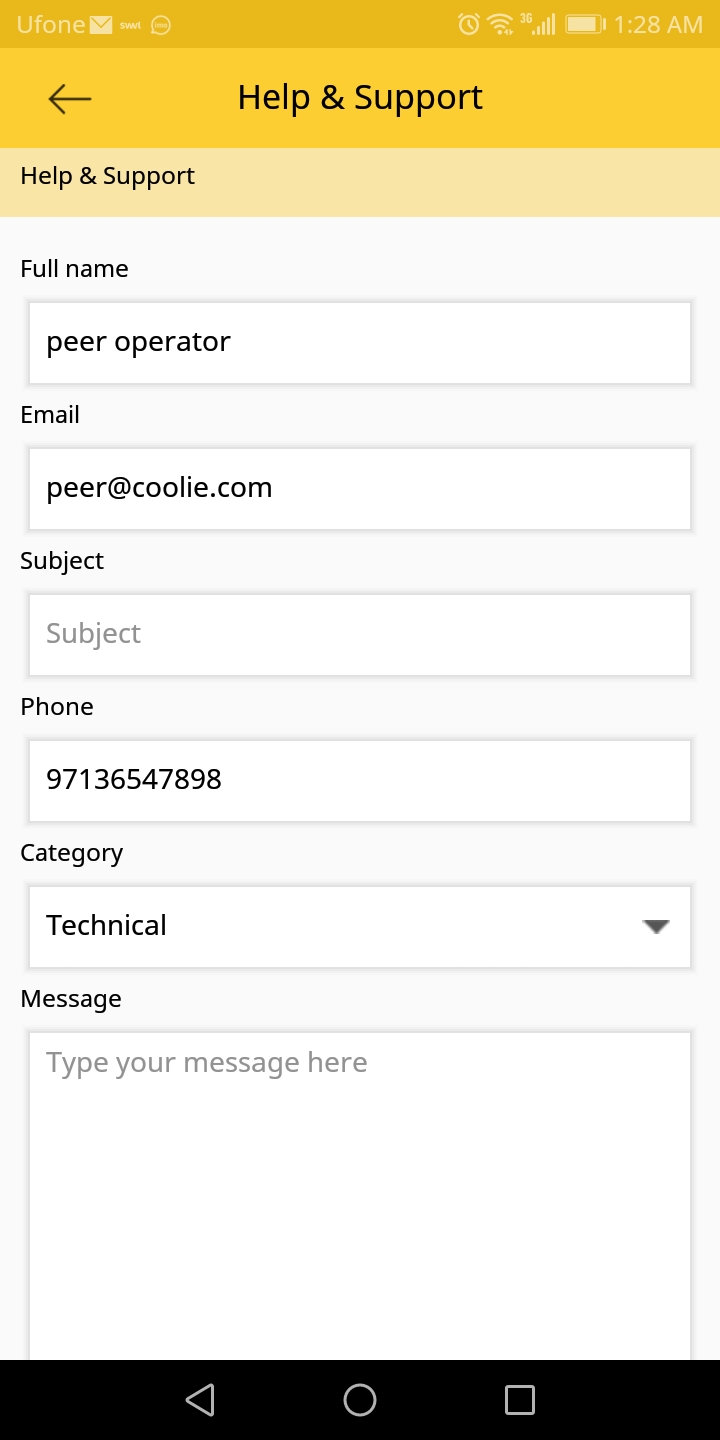 Ufone swvl imo 3G 1:28 AM
Help & Support
Help & Support
Full name
peer operator
Email
peer@coolie.com
Subject
Subject
Phone
97136547898
Category
Technical
Message
Type your message here